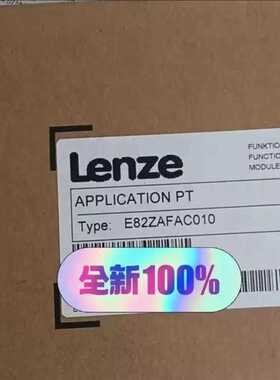 Lenze
FUNKTIO
FUNCTIO
MODULE
APPLICATION PT
Type: E82ZAFAC010
全新100%